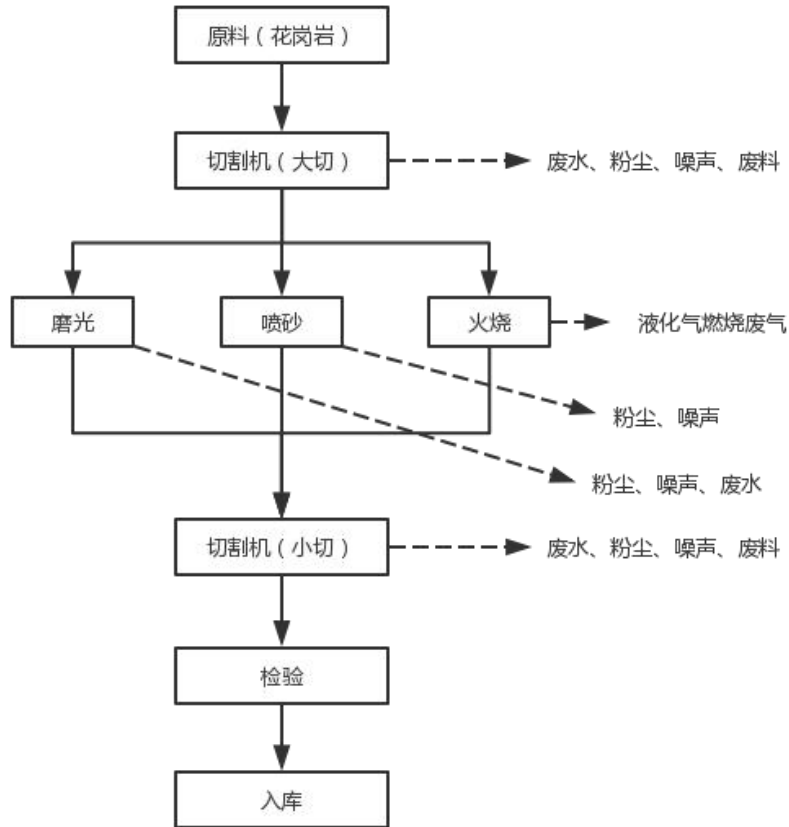 原料（花岗岩）
切割机（大切）
废水、粉尘、噪声、废料
磨光
喷砂
火烧
液化气燃烧废气
粉尘、噪声
粉尘、噪声、废水
切割机（小切）
废水、粉尘、噪声、废料
检验
入库